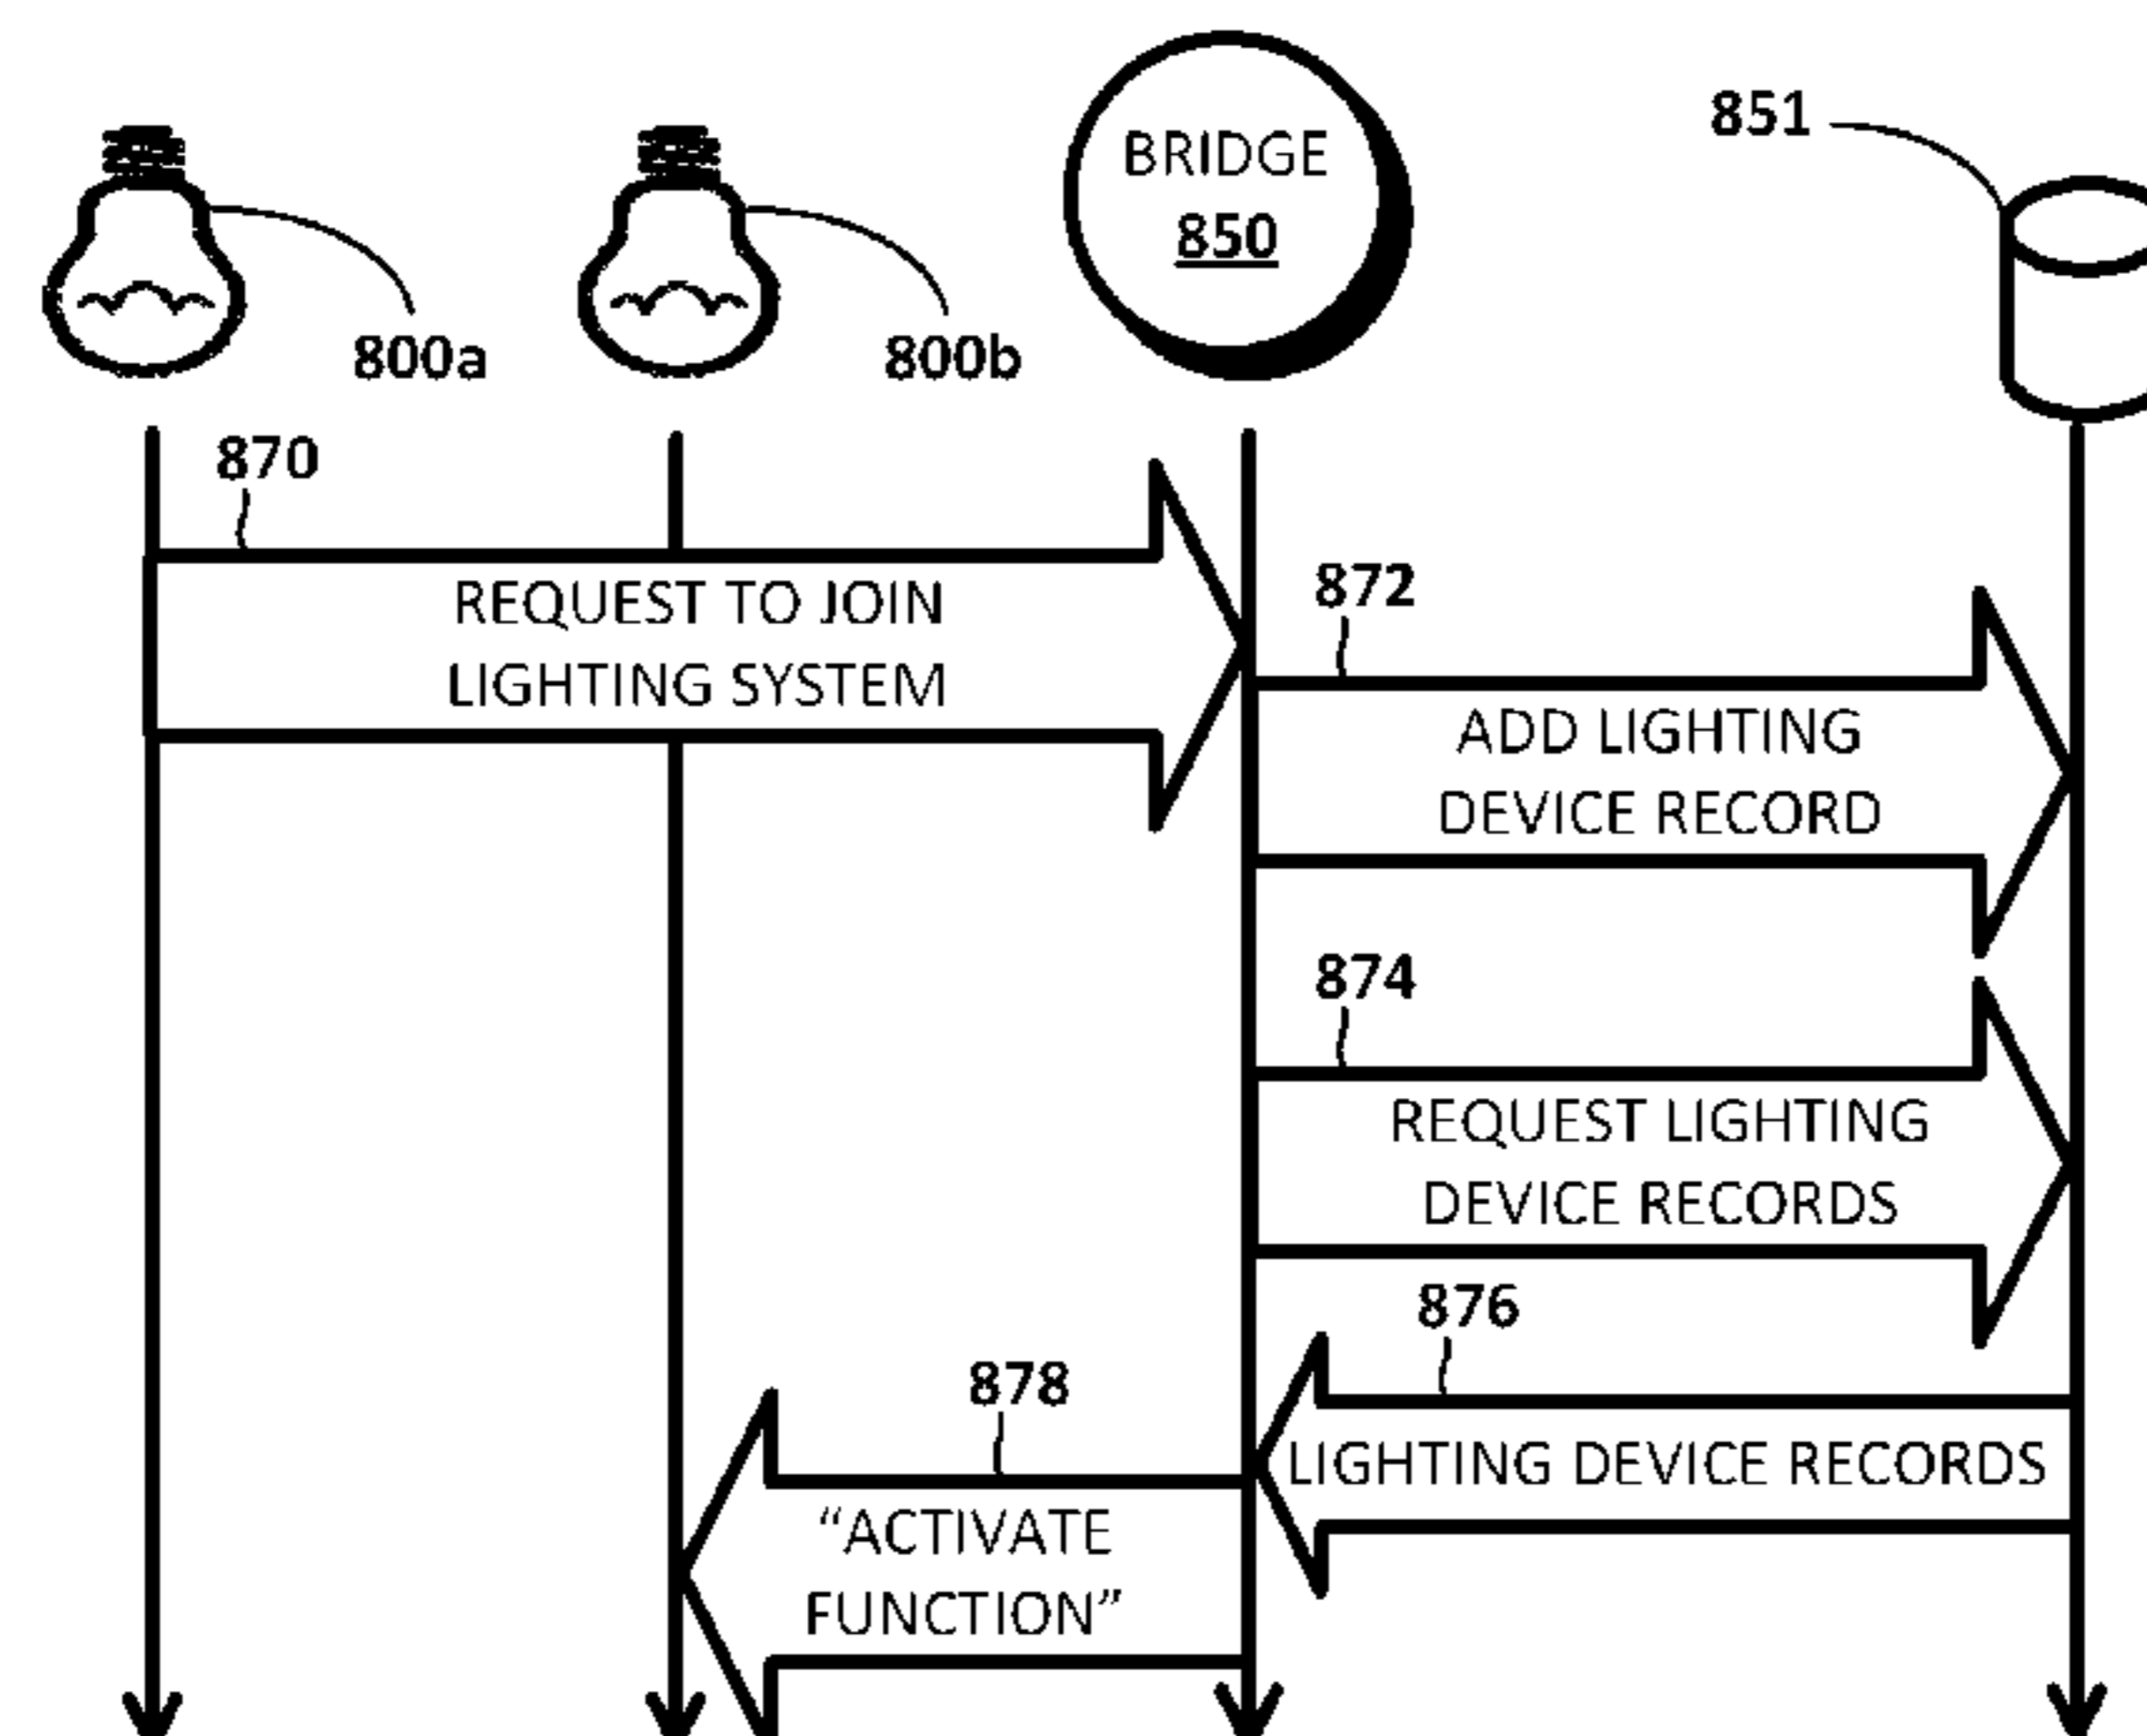 BRIDGE
850
851
800a
800b
870
REQUEST TO JOIN
LIGHTING SYSTEM
872
ADD LIGHTING
DEVICE RECORD
874
REQUEST LIGHTING
DEVICE RECORDS
876
LIGHTING DEVICE RECORDS
878
“ACTIVATE
FUNCTION”